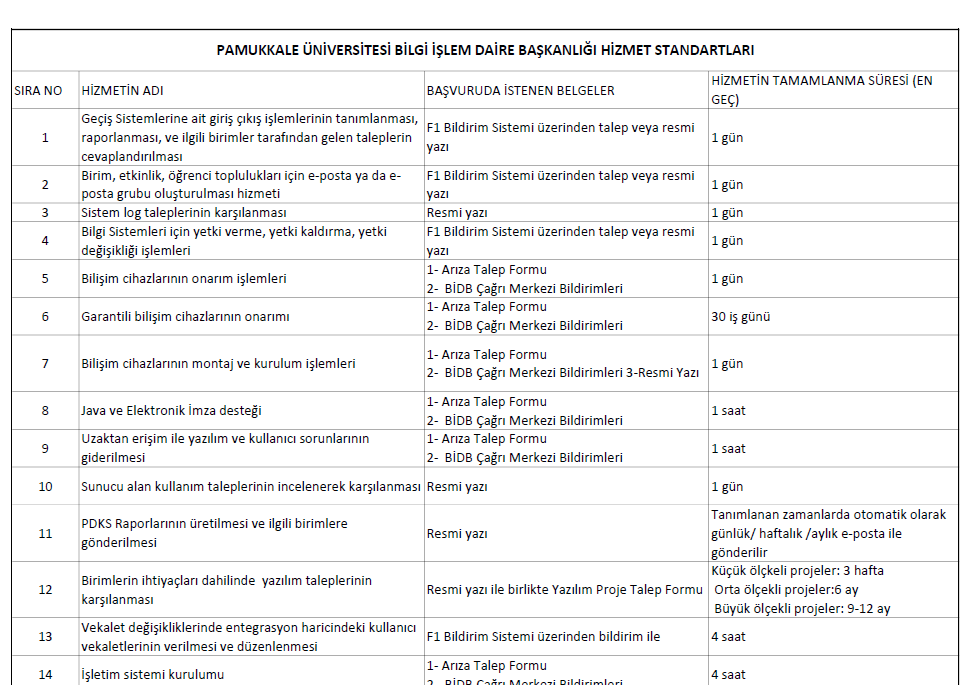 PAMUKKALE ÜNİVERSİTESİ BİLGİ İŞLEM DAİRE BAŞKANLIĞI HİZMET STANDARTLARI
SIRA NO HİZMETİN ADI BAŞVURUDA İSTENEN BELGELER HİZMETİN TAMAMLANMA SÜRESİ (EN
GEÇ)
1
Geçiş Sistemlerine ait giriş çıkış işlemlerinin tanımlanması,
raporlanması, ve ilgili birimler tarafından gelen taleplerin
cevaplandırılması
F1 Bildirim Sistemi üzerinden talep veya resmi
yazı
1 gün
2
Birim, etkinlik, öğrenci toplulukları için e-posta ya da e-
posta grubu oluşturulması hizmeti
F1 Bildirim Sistemi üzerinden talep veya resmi
yazı
1 gün
3
Sistem log taleplerinin karşılanması
Resmi yazı
1 gün
4
Bilgi Sistemleri için yetki verme, yetki kaldırma, yetki
değişikliği işlemleri
F1 Bildirim Sistemi üzerinden talep veya resmi
yazı
1 gün
5
Bilişim cihazlarının onarım işlemleri
1- Arıza Talep Formu
2- BİDB Çağrı Merkezi Bildirimleri
1 gün
6
Garantili bilişim cihazlarının onarımı
1- Arıza Talep Formu
2- BİDB Çağrı Merkezi Bildirimleri
30 iş günü
7
Bilişim cihazlarının montaj ve kurulum işlemleri
1- Arıza Talep Formu
2- BİDB Çağrı Merkezi Bildirimleri 3-Resmi Yazı
1 gün
8
Java ve Elektronik İmza desteği
1- Arıza Talep Formu
2- BİDB Çağrı Merkezi Bildirimleri
1 saat
9
Uzaktan erişim ile yazılım ve kullanıcı sorunlarının
giderilmesi
1- Arıza Talep Formu
2- BİDB Çağrı Merkezi Bildirimleri
1 saat
10
Sunucu alan kullanım taleplerinin incelenerek karşılanması
Resmi yazı
1 gün
11
PDKS Raporlarının üretilmesi ve ilgili birimlere
gönderilmesi
Resmi yazı
Tanımlanan zamanlarda otomatik olarak
günlük/ haftalık /aylık e-posta ile
gönderilir
12
Birimlerin ihtiyaçları dahilinde yazılım taleplerinin
karşılanması
Resmi yazı ile birlikte Yazılım Proje Talep Formu
Küçük ölçkeli projeler: 3 hafta
Orta ölçekli projeler:6 ay
Büyük ölçekli projeler: 9-12 ay
13
Vekalet değişikliklerinde entegrasyon haricindeki kullanıcı
vekaletlerinin verilmesi ve düzenlenmesi
F1 Bildirim Sistemi üzerinden bildirim ile
4 saat
14
İşletim sistemi kurulumu
1- Arıza Talep Formu
2- BİDB Çağrı Merkezi Bildirimleri
4 saat